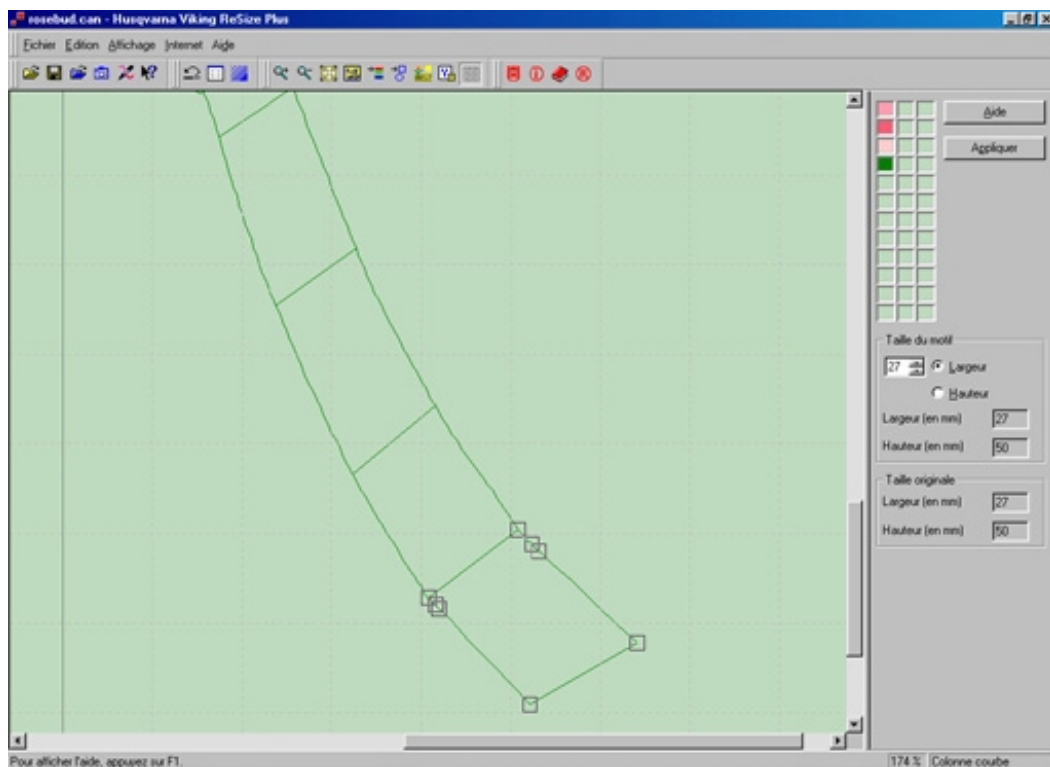 rosebud.can - Husqvarna Viking ReSize Plus
Fichier Edition Affichage Internet Aide
Aide
Appliquer
Taille du motif
27 Largeur
Hauteur
Largeur (en mm) 27
Hauteur (en mm) 50
Taille originale
Largeur (en mm) 27
Hauteur (en mm) 50
Pour afficher l'aide, appuyez sur F1.
174 % Colonne courbe